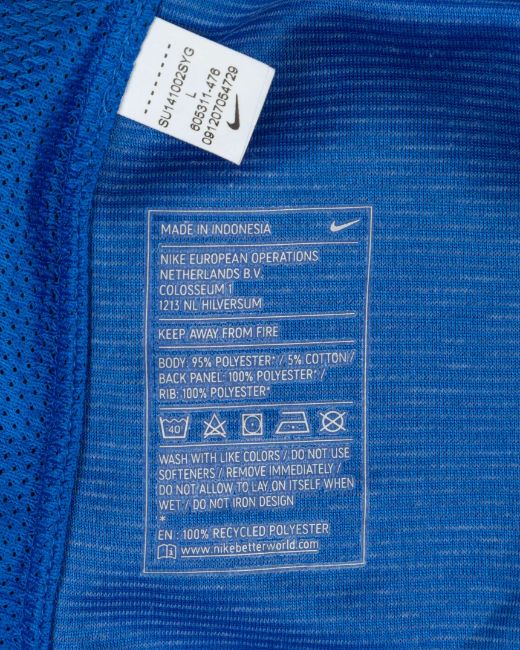 --------
SU141002SYG
L
605311-476
091207054729
MADE IN INDONESIA
NIKE EUROPEAN OPERATIONS
NETHERLANDS B.V.
COLOSSEUM 1
1213 NL HILVERSUM
KEEP AWAY FROM FIRE
BODY: 95% POLYESTER* / 5% COTTON /
BACK PANEL: 100% POLYESTER* /
RIB: 100% POLYESTER*
40
WASH WITH LIKE COLORS / DO NOT USE
SOFTENERS / REMOVE IMMEDIATELY /
DO NOT ALLOW TO LAY ON ITSELF WHEN
WET / DO NOT IRON DESIGN
*
EN : 100% RECYCLED POLYESTER
www.nikebetterworld.com